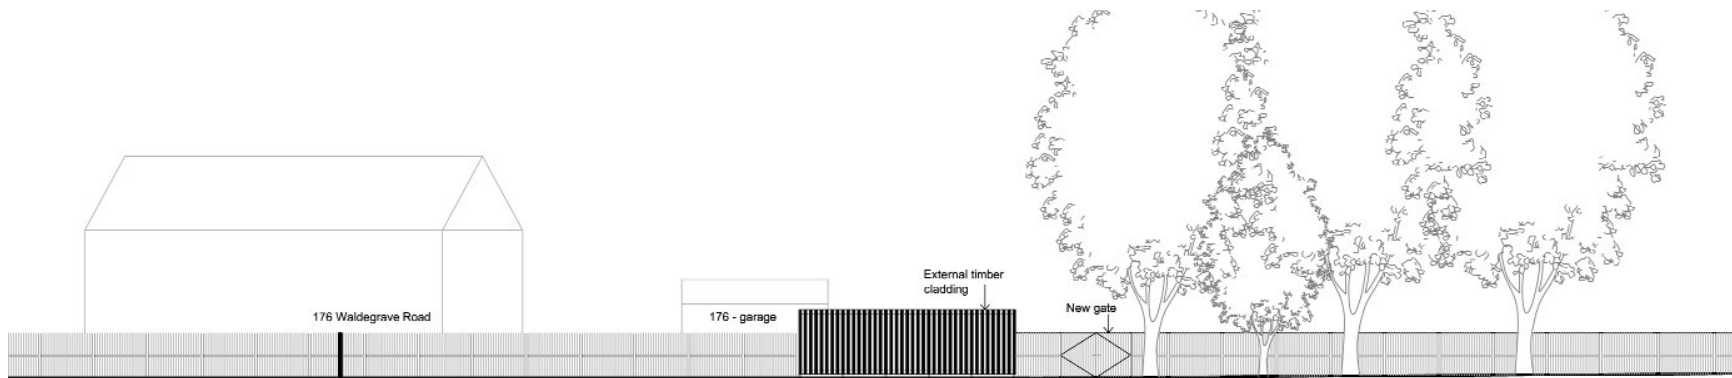 176 Waldegrave Road
176 - garage
External timber
cladding
New gate